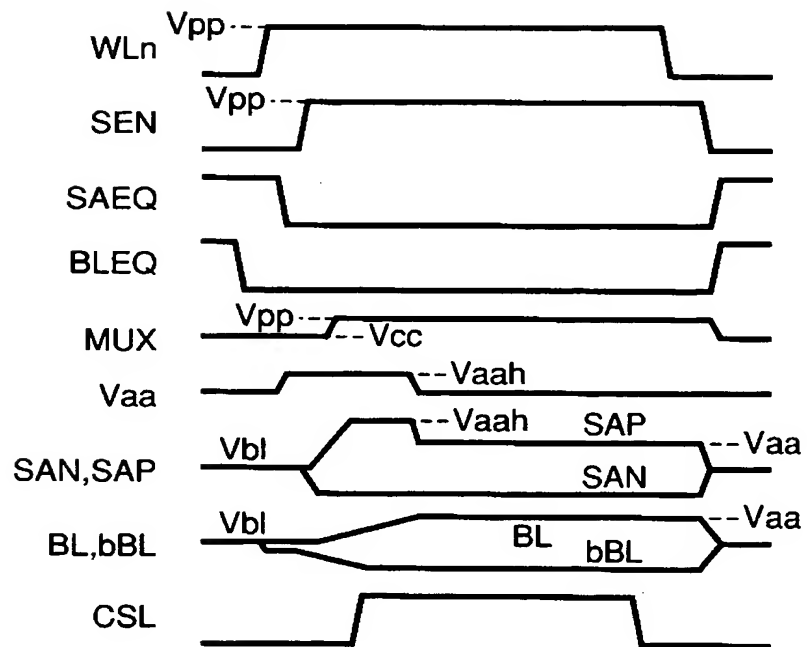 Vpp
WLn
Vpp
SEN
SAEQ
BLEQ
Vpp
Vcc
MUX
Vaah
Vaa
Vaah
SAP
Vbl
Vaa
SAN,SAP
SAN
Vbl
Vaa
BL,bBL
BL
bBL
CSL